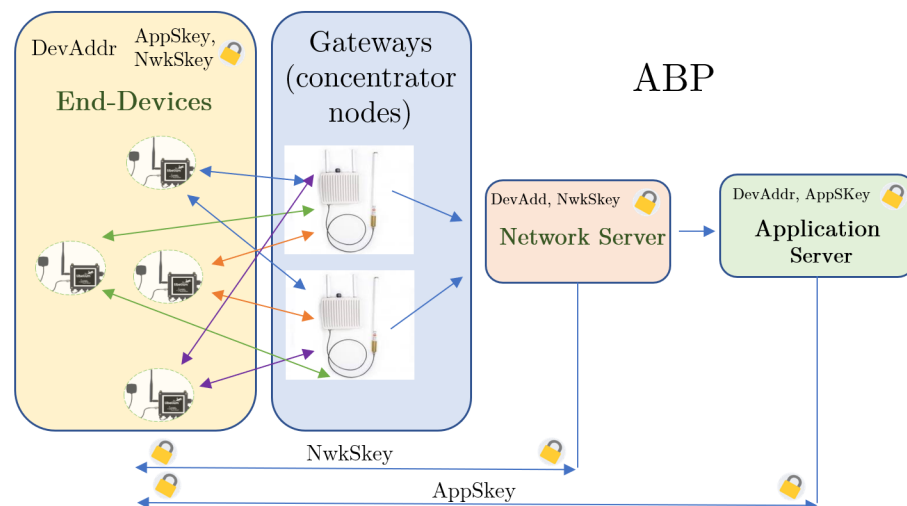 DevAddr
AppSkey,
NwkSkey
End-Devices
Gateways
(concentrator
nodes)
ABP
DevAdd, NwkSkey
Network Server
DevAddr, AppSKey
Application
Server
NwkSkey
AppSkey